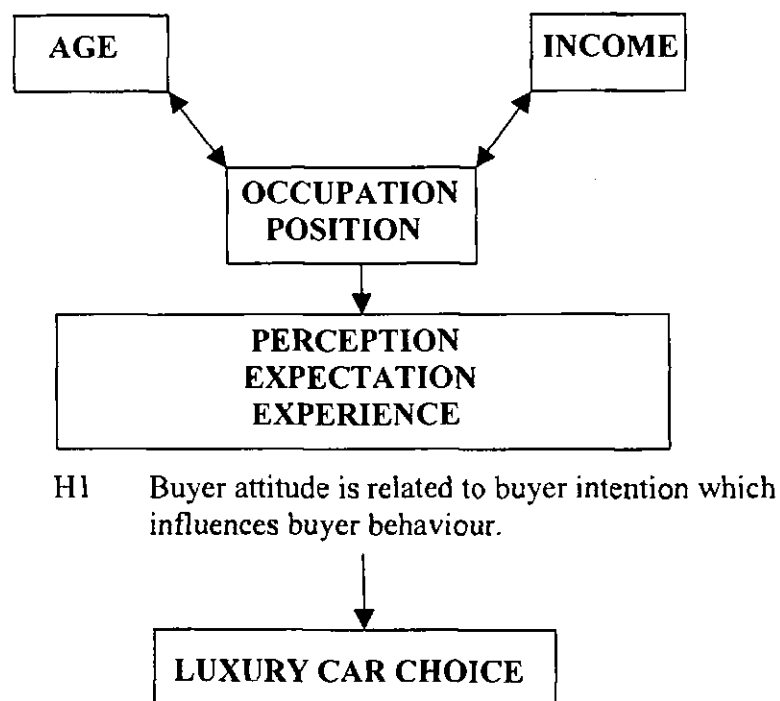 AGE
INCOME
OCCUPATION
POSITION
PERCEPTION
EXPECTATION
EXPERIENCE
H1 Buyer attitude is related to buyer intention which
influences buyer behaviour.
LUXURY CAR CHOICE